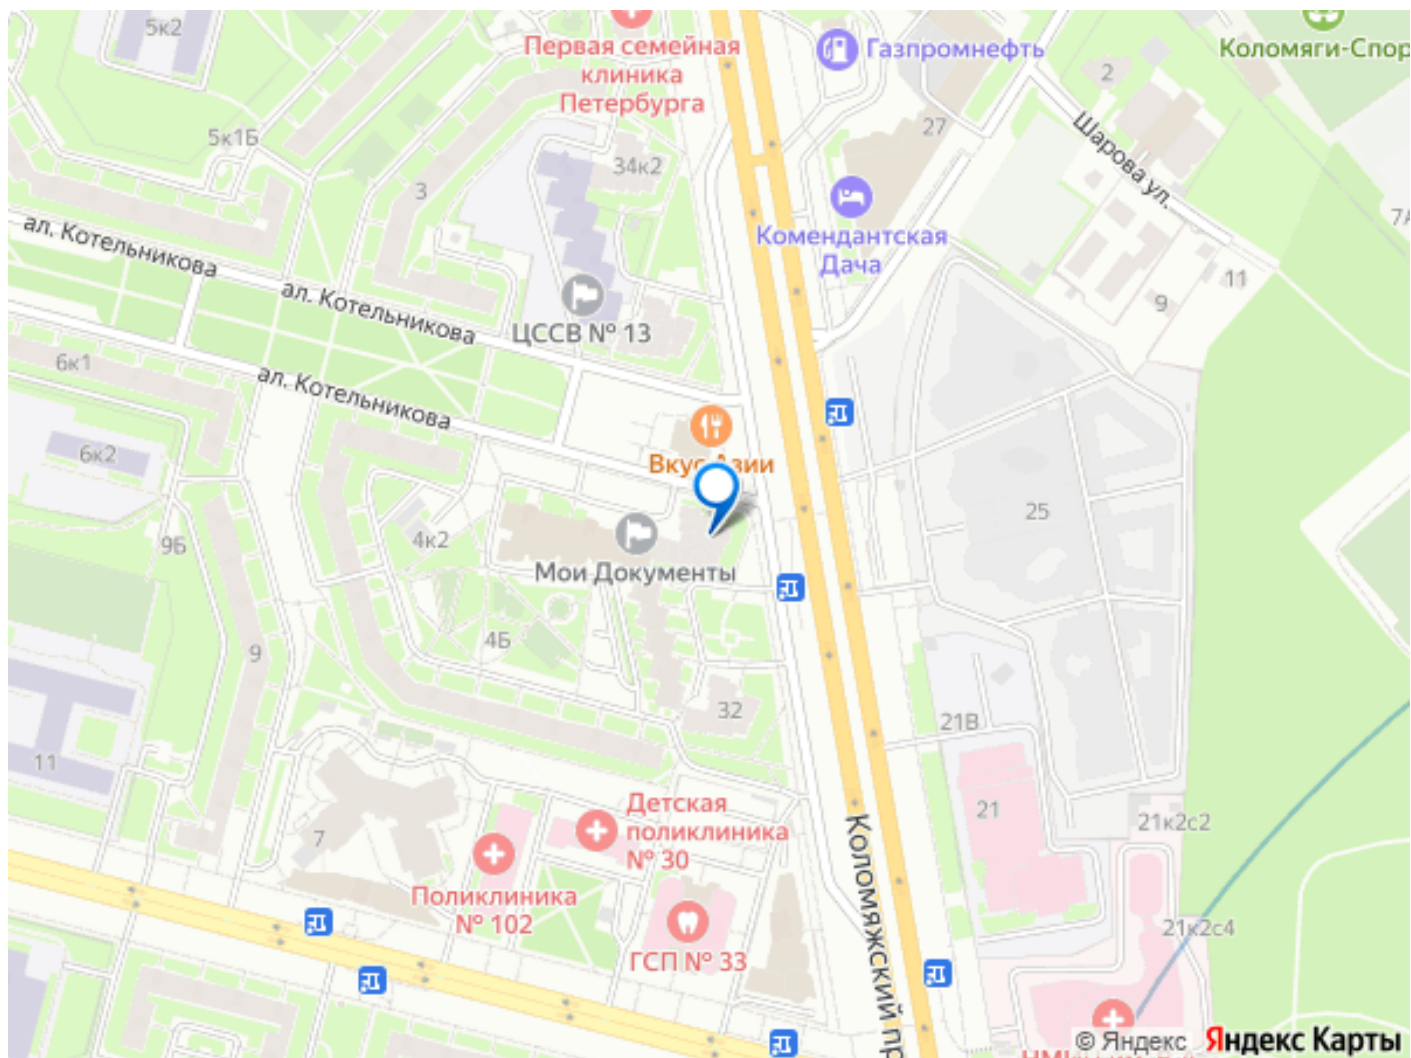 5к2
Первая семейная
клиника
Петербурга
Газпромнефть
Коломяги-Спор
2
27
Шарова ул.
5к1Б
3
34к2
7А
Комендантская
Дача
ал. Котельникова
ал. Котельникова
11
9
ЦССВ № 13
6к1
ал. Котельникова
Вкус Азии
6к2
25
9Б
4к2
Мои Документы
4Б
9
32
21В
11
7
Детская
поликлиника
№ 30
21
21к2с2
Поликлиника
№ 102
Коломяжский пр
21к2с4
ГСП № 33
© Яндекс
Яндекс Карты